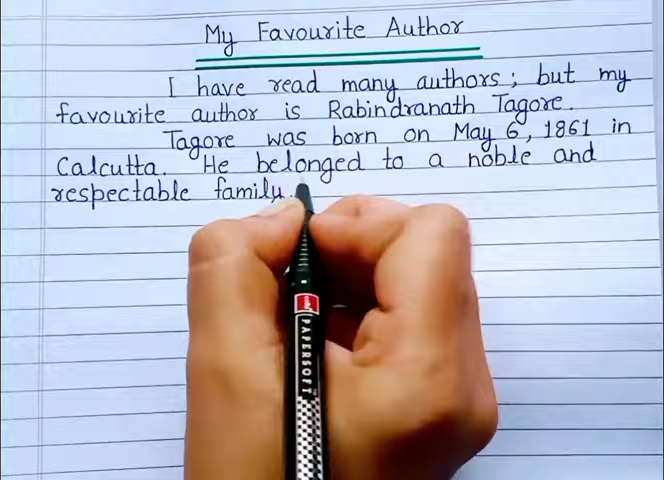 My Favourite Author
I have read many authors; but my
favourite author is Rabindranath Tagore.
Tagore was born on May 6, 1861 in
Calcutta. He belonged to a noble and
respectable family.
PAPERSOFT